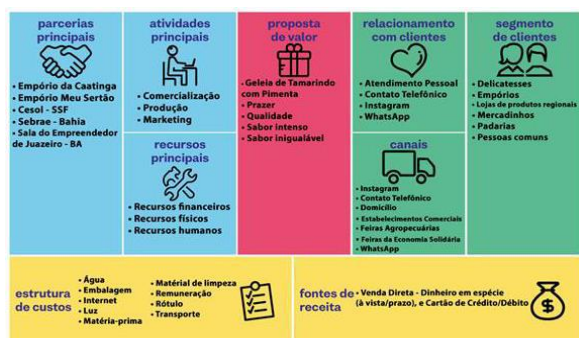 parcerias
principais
• Empório da Caatinga
• Empório Meu Sertão
• Cesol - SSF
• Sebrae - Bahia
• Sala do Empreendedor
de Juazeiro - BA
atividades
principais
• Comercialização
• Produção
• Marketing
recursos
principais
• Recursos financeiros
• Recursos físicos
• Recursos humanos
proposta
de valor
• Geleia de Tamarindo
com Pimenta
• Prazer
• Qualidade
• Sabor intenso
• Sabor inigualável
relacionamento
com clientes
• Atendimento Pessoal
• Contato Telefônico
• Instagram
• WhatsApp
canais
• Instagram
• Contato Telefônico
• Domicílio
• Estabelecimentos Comerciais
• Feiras Agropecuárias
• Feiras da Economia Solidária
• WhatsApp
segmento
de clientes
• Delicatesses
• Empórios
• Lojas de produtos regionais
• Mercadinhos
• Padarias
• Pessoas comuns
estrutura
de custos
• Água
• Embalagem
• Internet
• Luz
• Matéria-prima
• Matérial de limpeza
• Remuneração
• Rótulo
• Transporte
fontes de
receita
• Venda Direta - Dinheiro em espécie
(à vista/prazo), e Cartão de Crédito/Débito
$